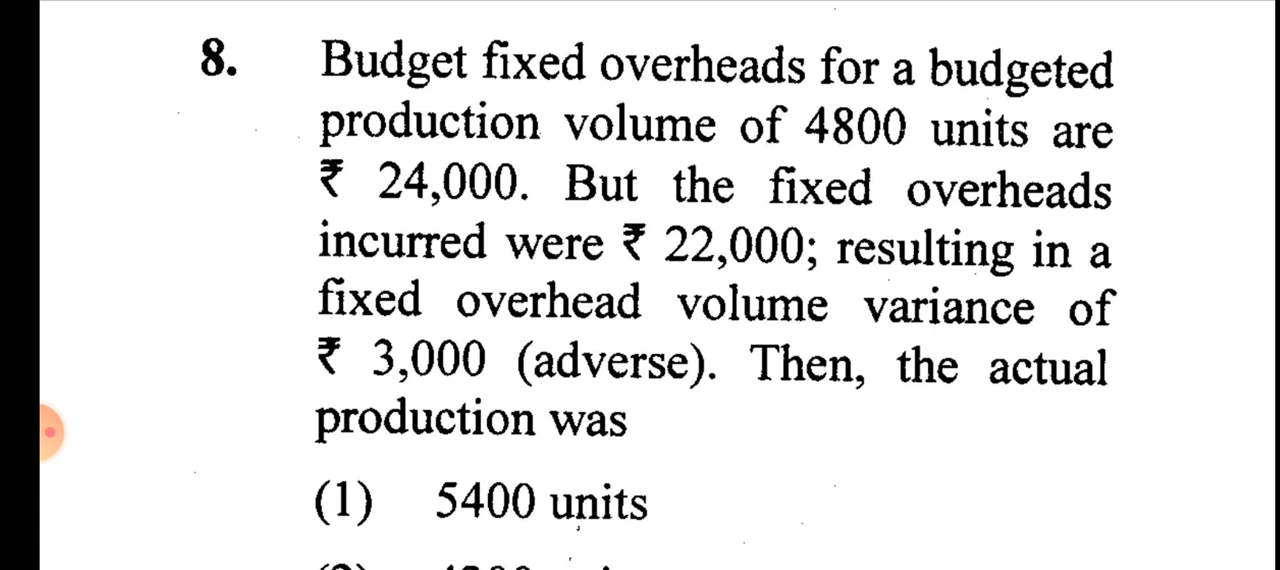 8. Budget fixed overheads for a budgeted
production volume of 4800 units are
₹ 24,000. But the fixed overheads
incurred were ₹ 22,000; resulting in a
fixed overhead volume variance of
₹ 3,000 (adverse). Then, the actual
production was
(1) 5400 units